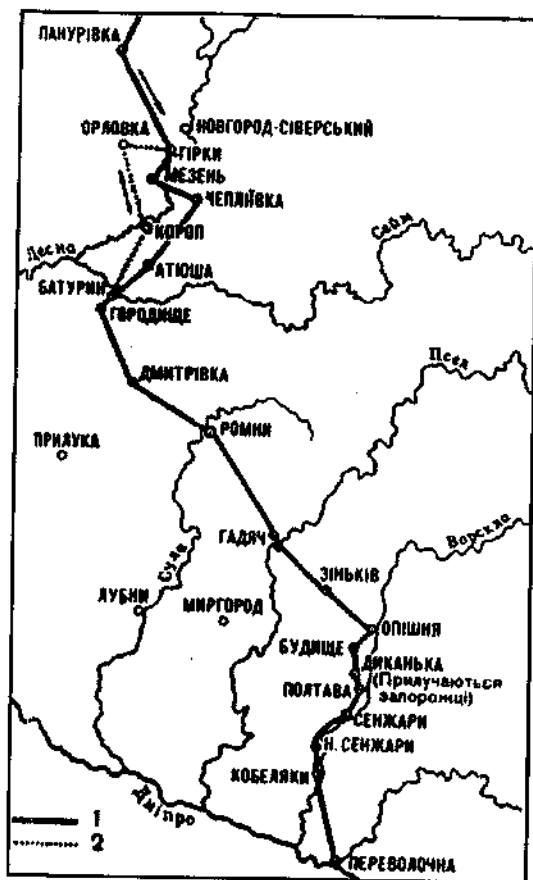 ПАНУРІВКА
ОРЛОВКА
НОВГОРОД-СІВЕРСЬКИЙ
ГІРКИ
МЕЗЕНЬ
ЧЕПЛІЇВКА
КОРОП
Десна
Сейм
АТЮША
БАТУРИН
ГОРОДИЩЕ
Псел
ДМИТРІВКА
ПРИЛУКА
РОМНИ
Ворскла
ГАДЯЧ
Сула
ЗІНЬКІВ
ЛУБНИ
МИРГОРОД
ОПІШНЯ
БУДИЩЕ
ДИКАНЬКА
(Прилучаються
запорожці)
ПОЛТАВА
СЕНЖАРИ
Н. СЕНЖАРИ
КОБЕЛЯКИ
Дніпро
1
2
ПЕРЕВОЛОЧНА